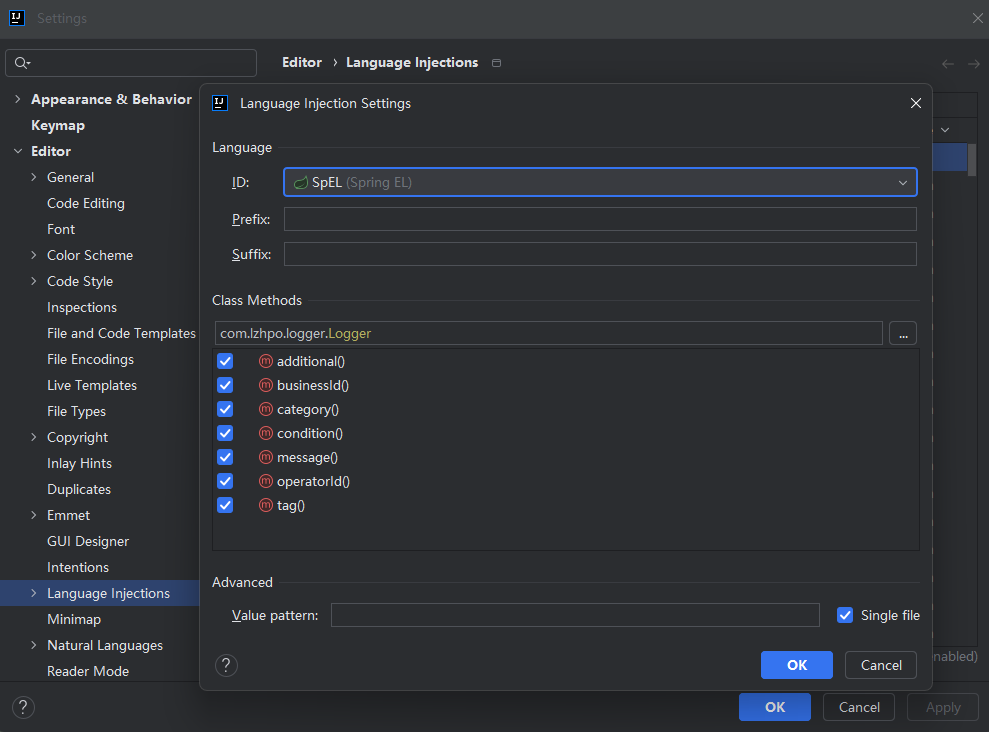 Settings
Editor › Language Injections
Appearance & Behavior
Keymap
Editor
General
Code Editing
Font
Color Scheme
Code Style
Inspections
File and Code Templates
File Encodings
Live Templates
File Types
Copyright
Inlay Hints
Duplicates
Emmet
GUI Designer
Intentions
Language Injections
Minimap
Natural Languages
Reader Mode
Language Injection Settings
Language
ID: SpEL (Spring EL)
Prefix:
Suffix:
Class Methods
com.lzhpo.logger.Logger ...
additional()
businessId()
category()
condition()
message()
operatorId()
tag()
Advanced
Value pattern: Single file
? OK Cancel
nabled)
? OK Cancel Apply